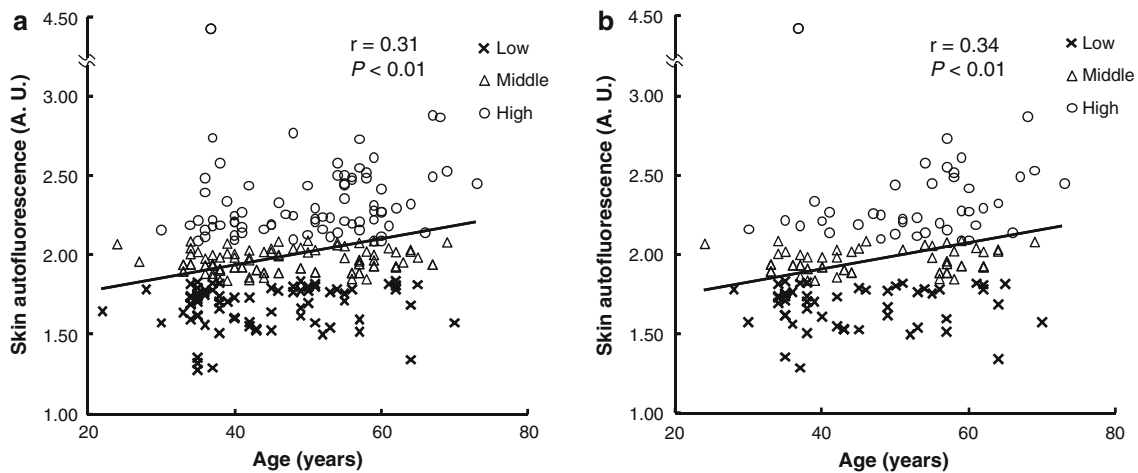 a
4.50
3.00
2.50
2.00
1.50
1.00
Skin autofluorescence (A. U.)
r = 0.31
P < 0.01
Low
Middle
High
20 40 60 80
Age (years)
b
4.50
3.00
2.50
2.00
1.50
1.00
Skin autofluorescence (A. U.)
r = 0.34
P < 0.01
Low
Middle
High
20 40 60 80
Age (years)